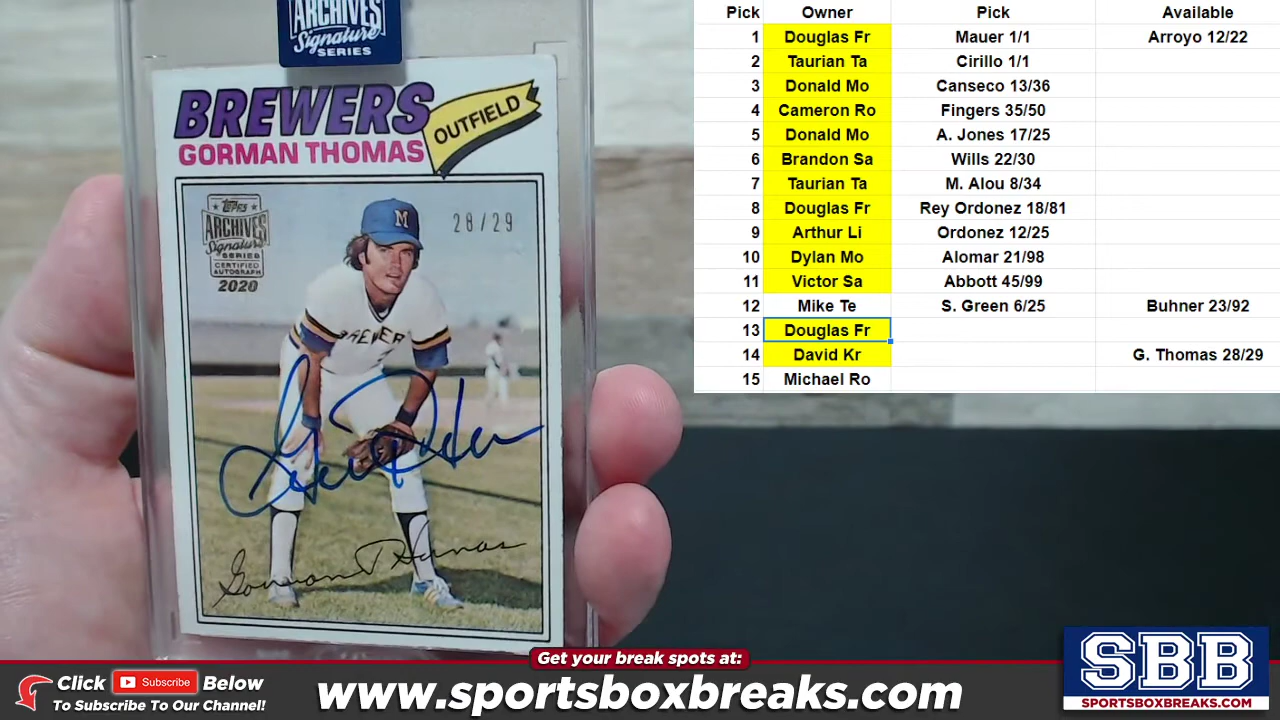 ARCHIVES
Signature
SERIES
BREWERS
OUTFIELD
GORMAN THOMAS
Topps
ARCHIVES
Signature
SERIES
CERTIFIED
AUTOGRAPH
2020
28/29
M
BREWER
Gorman Thomas
Pick Owner Pick Available
1 Douglas Fr Mauer 1/1 Arroyo 12/22
2 Taurian Ta Cirillo 1/1
3 Donald Mo Canseco 13/36
4 Cameron Ro Fingers 35/50
5 Donald Mo A. Jones 17/25
6 Brandon Sa Wills 22/30
7 Taurian Ta M. Alou 8/34
8 Douglas Fr Rey Ordonez 18/81
9 Arthur Li Ordonez 12/25
10 Dylan Mo Alomar 21/98
11 Victor Sa Abbott 45/99
12 Mike Te S. Green 6/25 Buhner 23/92
13 Douglas Fr
14 David Kr G. Thomas 28/29
15 Michael Ro
Get your break spots at:
Click Subscribe Below
To Subscribe To Our Channel!
www.sportsboxbreaks.com
SBB
SPORTSBOXBREAKS.COM